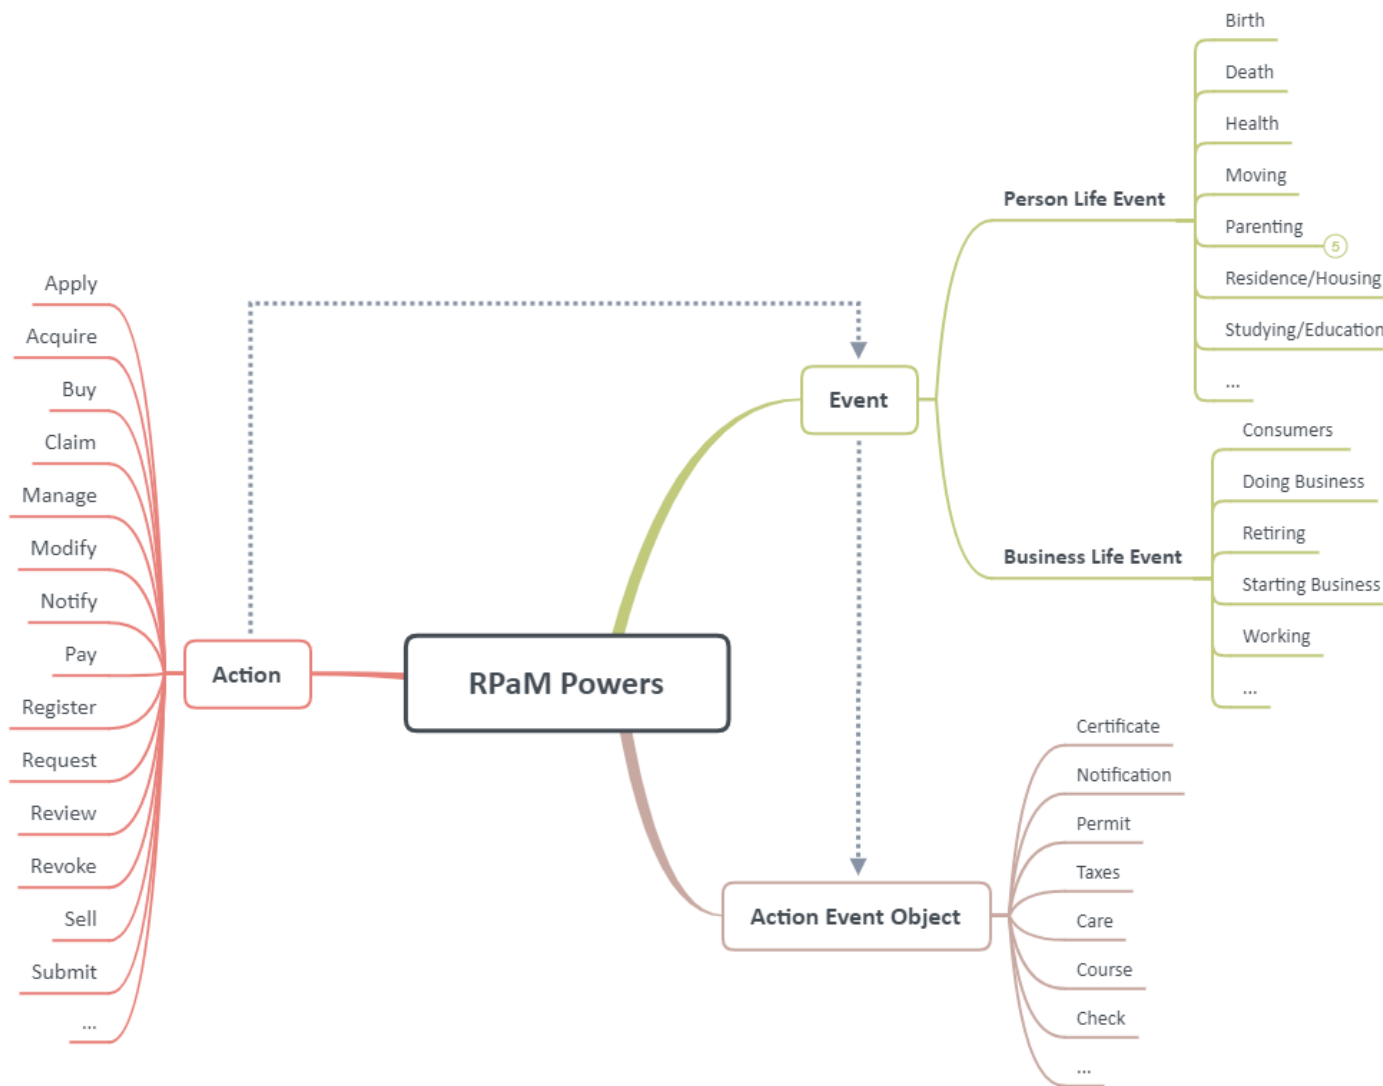 RPaM Powers
Action
Apply
Acquire
Buy
Claim
Manage
Modify
Notify
Pay
Register
Request
Review
Revoke
Sell
Submit
...
Event
Person Life Event
Birth
Death
Health
Moving
Parenting
5
Residence/Housing
Studying/Education
...
Business Life Event
Consumers
Doing Business
Retiring
Starting Business
Working
...
Action Event Object
Certificate
Notification
Permit
Taxes
Care
Course
Check
...